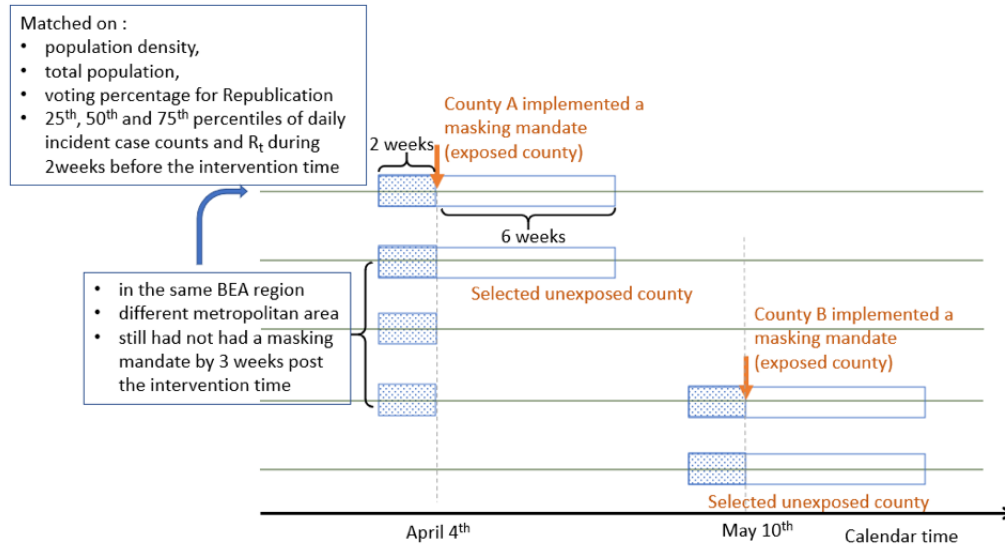 Matched on :
• population density,
• total population,
• voting percentage for Republication
• 25th, 50th and 75th percentiles of daily
incident case counts and Rt during
2weeks before the intervention time
County A implemented a
masking mandate
(exposed county)
2 weeks
6 weeks
• in the same BEA region
• different metropolitan area
• still had not had a masking
mandate by 3 weeks post
the intervention time
Selected unexposed county
County B implemented a
masking mandate
(exposed county)
Selected unexposed county
April 4th
May 10th
Calendar time